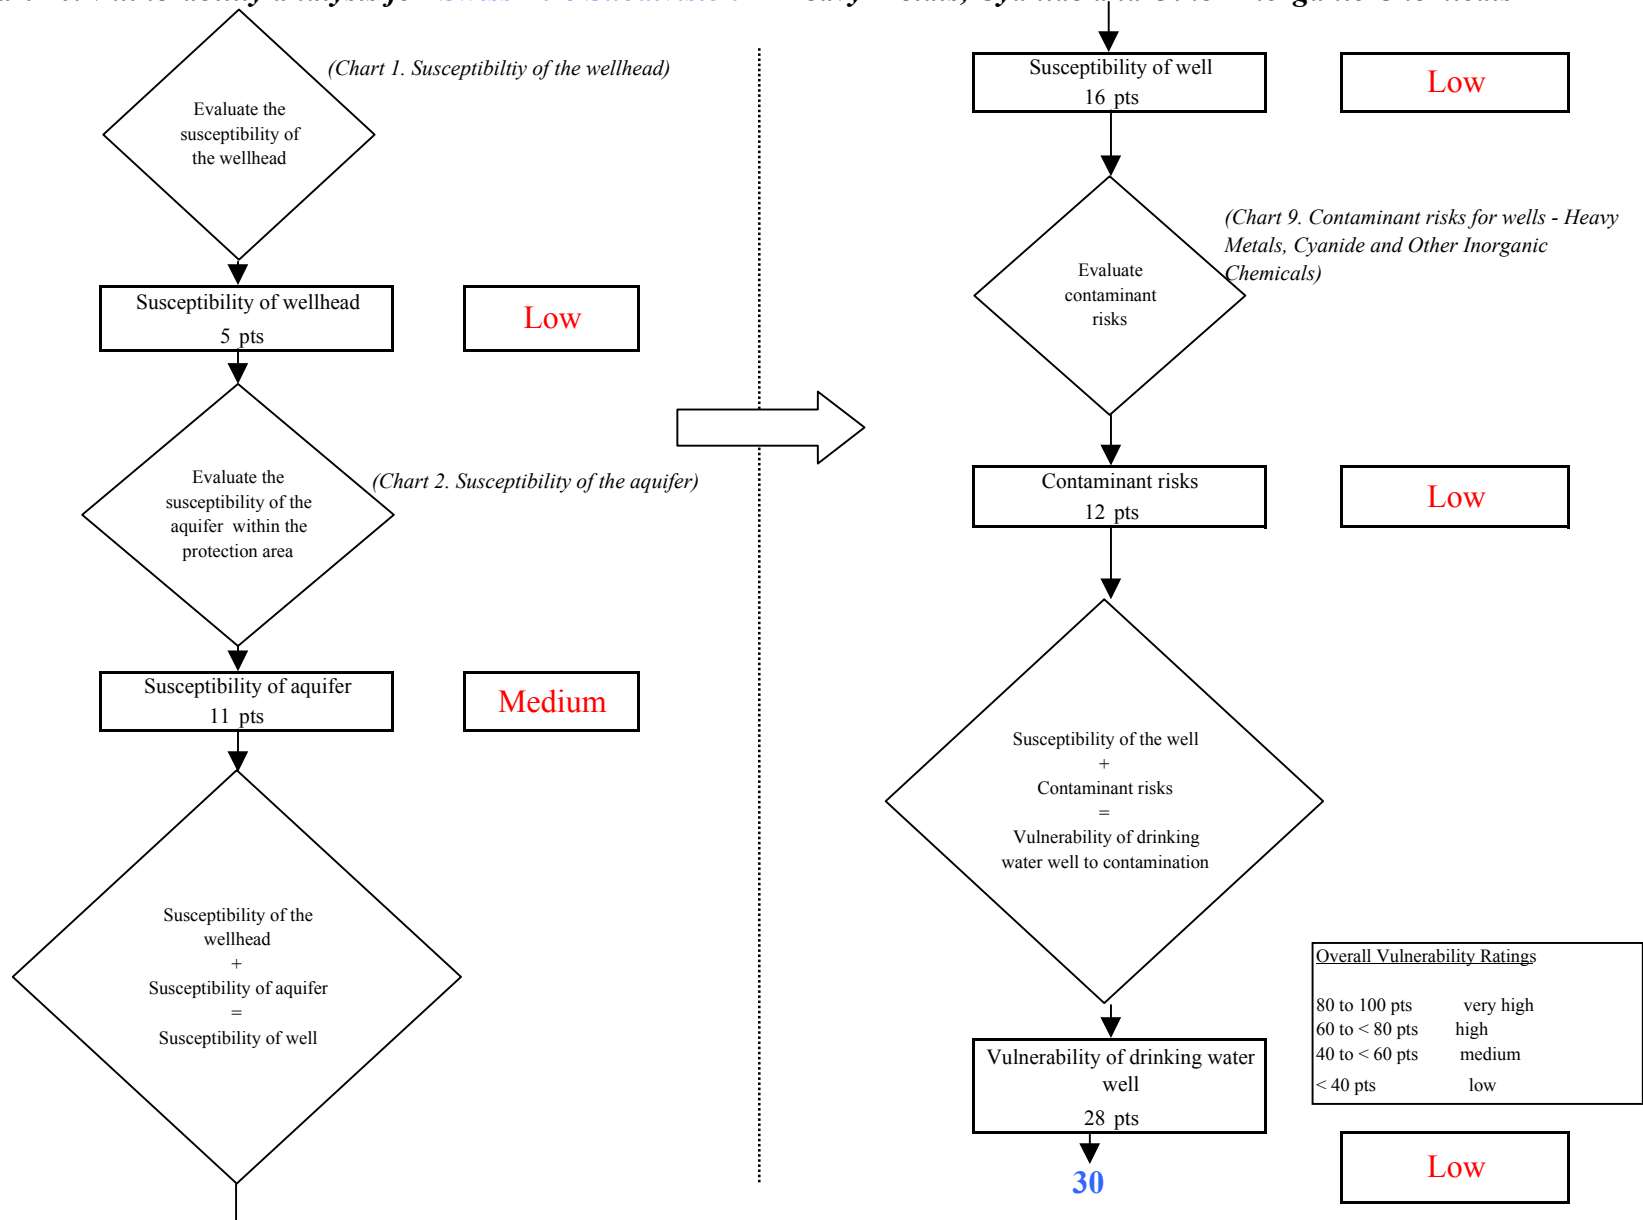 (Chart 1. Susceptibiltiy of the wellhead)
Evaluate the
susceptibility of
the wellhead
Susceptibility of wellhead
5 pts
Low
Evaluate the
susceptibility of the
aquifer within the
protection area
(Chart 2. Susceptibility of the aquifer)
Susceptibility of aquifer
11 pts
Medium
Susceptibility of the
wellhead
+
Susceptibility of aquifer
=
Susceptibility of well
Susceptibility of well
16 pts
Low
(Chart 9. Contaminant risks for wells - Heavy
Metals, Cyanide and Other Inorganic
Chemicals)
Evaluate
contaminant
risks
Contaminant risks
12 pts
Low
Susceptibility of the well
+
Contaminant risks
=
Vulnerability of drinking
water well to contamination
Overall Vulnerability Ratings
80 to 100 pts very high
60 to < 80 pts high
40 to < 60 pts medium
< 40 pts low
Vulnerability of drinking water
well
28 pts
30
Low